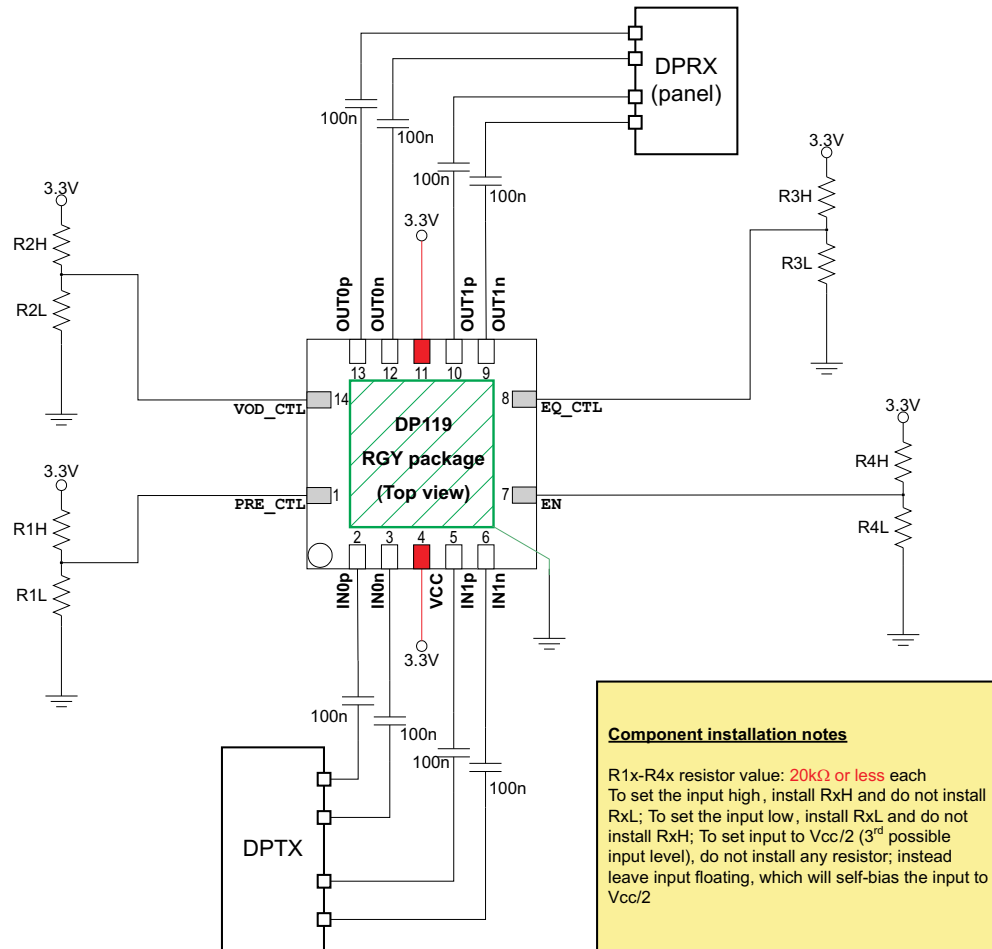 DPRX
(panel)
100n
100n
100n
100n
3.3V
R3H
R3L
3.3V
R2H
R2L
3.3V
OUT0p
OUT0n
OUT1p
OUT1n
13
12
11
10
9
14
VOD_CTL
8
EQ_CTL
DP119
RGY package
(Top view)
3.3V
R4H
R4L
3.3V
R1H
R1L
1
PRE_CTL
7
EN
2
3
4
5
6
IN0p
IN0n
VCC
IN1p
IN1n
3.3V
100n
100n
100n
100n
DPTX
Component installation notes
R1x-R4x resistor value: 20kΩ or less each
To set the input high, install RxH and do not install
RxL; To set the input low, install RxL and do not
install RxH; To set input to Vcc/2 (3rd possible
input level), do not install any resistor; instead
leave input floating, which will self-bias the input to
Vcc/2